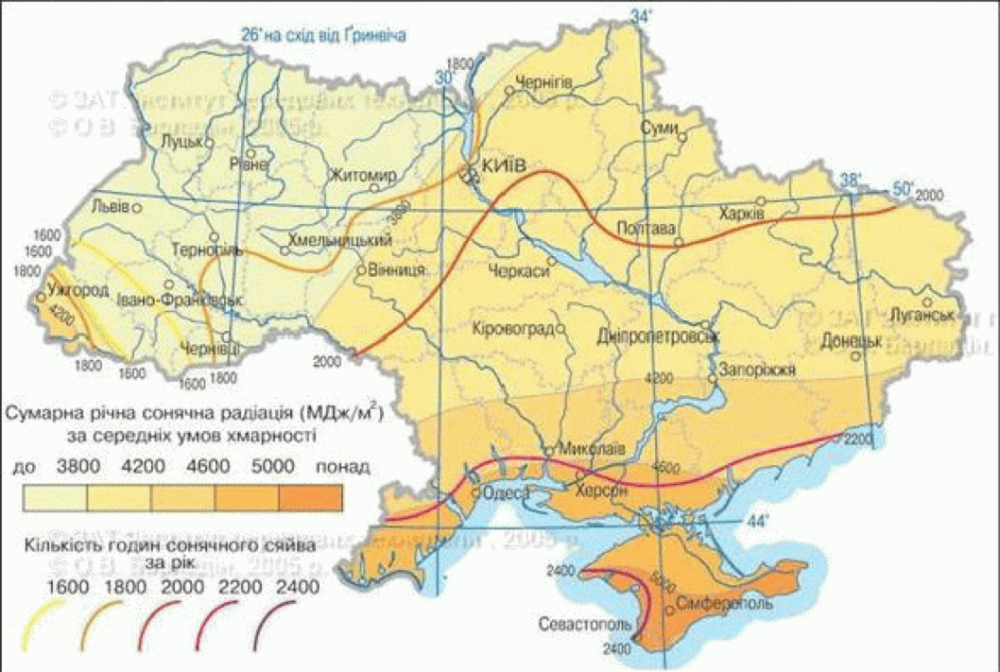 34°
26° на схід від Ґринвіча
1800
30°
Чернігів
Суми
Луцьк
Рівне
Житомир
КИЇВ
38°
50°
2000
Львів
3800
Харків
1600
1600
Тернопіль
Хмельницький
Полтава
1800
Вінниця
Черкаси
Ужгород
Івано-Франківськ
4200
Луганськ
Кіровоград
Дніпропетровськ
Донецьк
Чернівці
2000
1800
1600
1600
1800
4200
Запоріжжя
Сумарна річна сонячна радіація (МДж/м²)
за середніх умов хмарності
до 3800 4200 4600 5000 понад
Миколаїв
2200
4600
Одеса
Херсон
44°
Кількість годин сонячного сяйва
за рік
1600 1800 2000 2200 2400
2400
5000
Сімферополь
Севастополь
2400